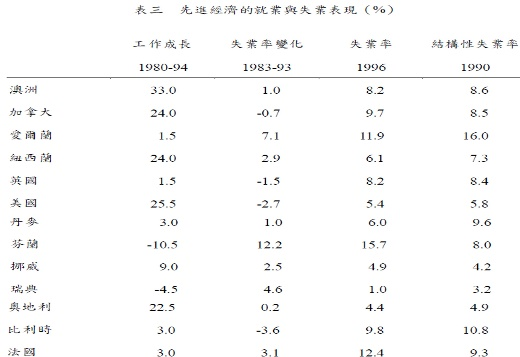 表三 先進經濟的就業與失業表現（%）
工作成長 失業率變化 失業率 結構性失業率
1980-94 1983-93 1996 1990
澳洲 33.0 1.0 8.2 8.6
加拿大 24.0 -0.7 9.7 8.5
愛爾蘭 1.5 7.1 11.9 16.0
紐西蘭 24.0 2.9 6.1 7.3
英國 1.5 -1.5 8.2 8.4
美國 25.5 -2.7 5.4 5.8
丹麥 3.0 1.0 6.0 9.6
芬蘭 -10.5 12.2 15.7 8.0
挪威 9.0 2.5 4.9 4.2
瑞典 -4.5 4.6 1.0 3.2
奧地利 22.5 0.2 4.4 4.9
比利時 3.0 -3.6 9.8 10.8
法國 3.0 3.1 12.4 9.3